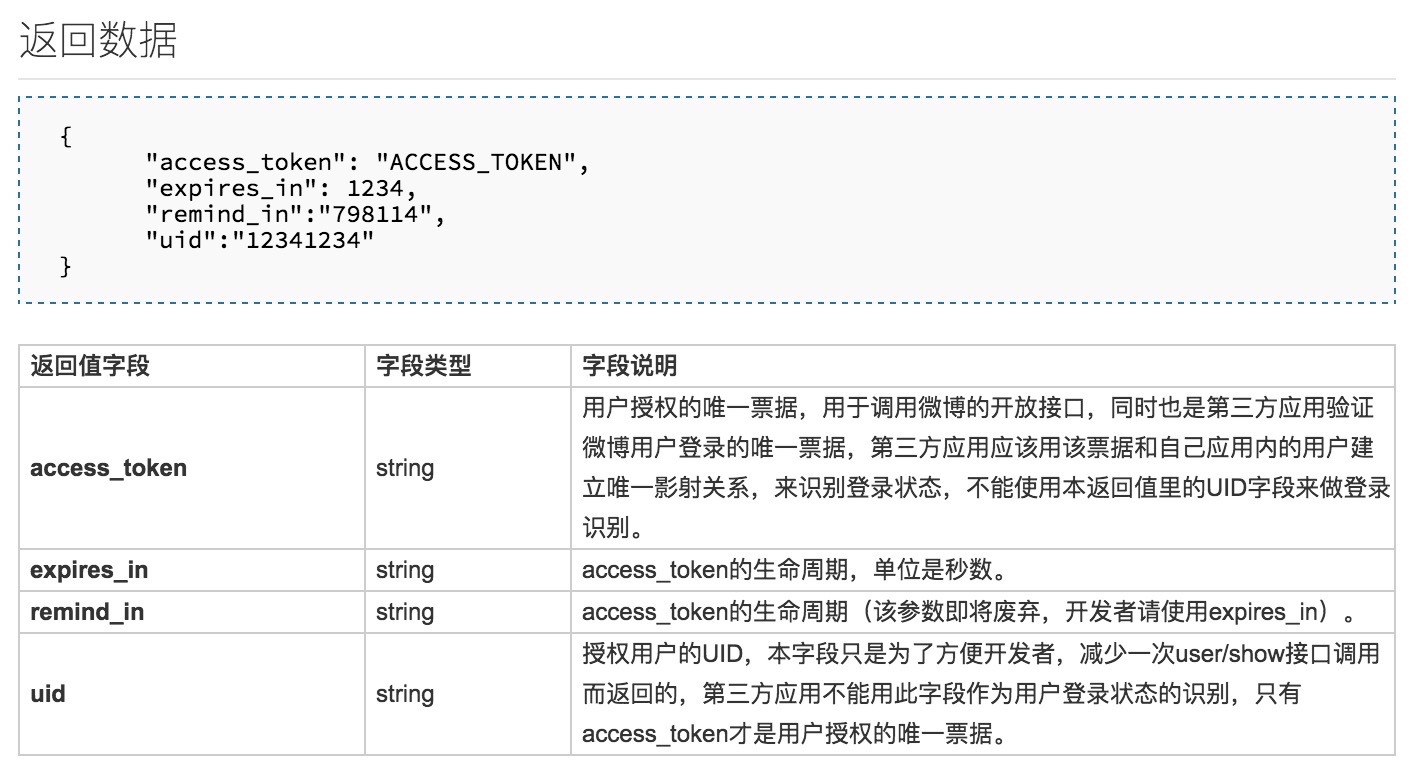 返回数据
{
"access_token": "ACCESS_TOKEN",
"expires_in": 1234,
"remind_in":"798114",
"uid":"12341234"
}
返回值字段 字段类型 字段说明
access_token string 用户授权的唯一票据，用于调用微博的开放接口，同时也是第三方应用验证
微博用户登录的唯一票据，第三方应用应该用该票据和自己应用内的用户建
立唯一影射关系，来识别登录状态，不能使用本返回值里的UID字段来做登录
识别。
expires_in string access_token的生命周期，单位是秒数。
remind_in string access_token的生命周期（该参数即将废弃，开发者请使用expires_in）。
uid string 授权用户的UID，本字段只是为了方便开发者，减少一次user/show接口调用
而返回的，第三方应用不能用此字段作为用户登录状态的识别，只有
access_token才是用户授权的唯一票据。